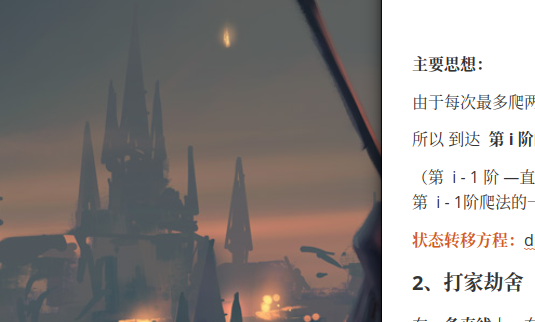 主要思想：
由于每次最多爬两
所以 到达 第 i 阶
（第 i - 1 阶 一直
第 i - 1阶爬法的一
状态转移方程：d
2、打家劫舍